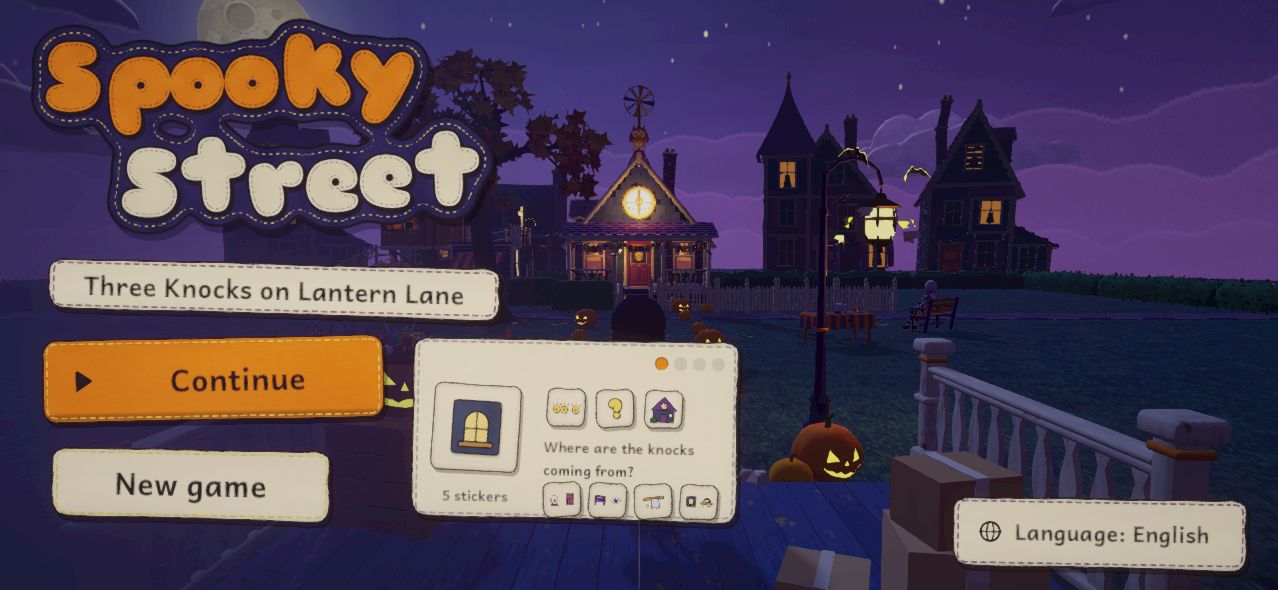 Spooky
Street
Three Knocks on Lantern Lane
Continue
New game
Where are the knocks
coming from?
5 stickers
Language: English